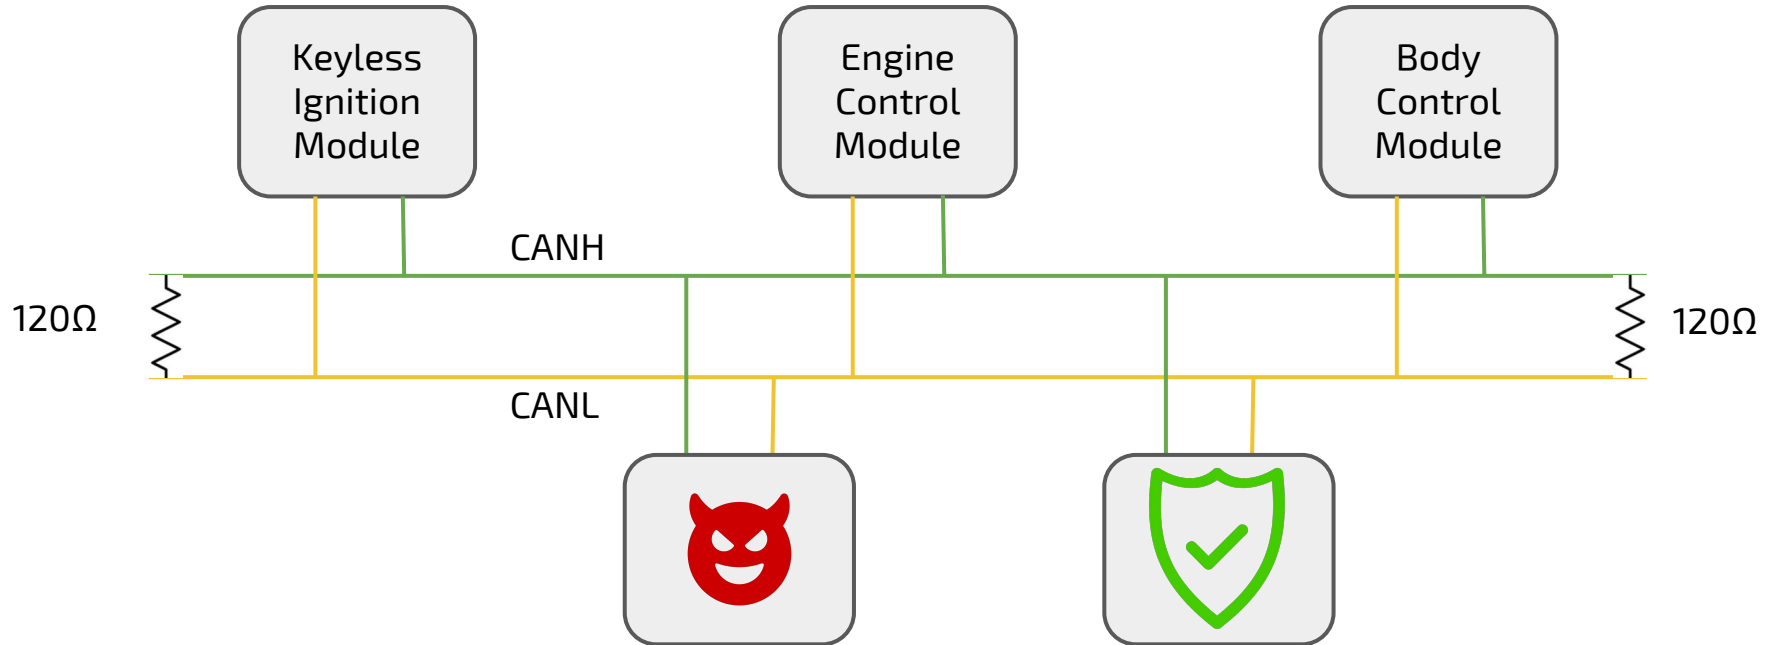 Keyless
Ignition
Module
Engine
Control
Module
Body
Control
Module
CANH
120Ω
120Ω
CANL